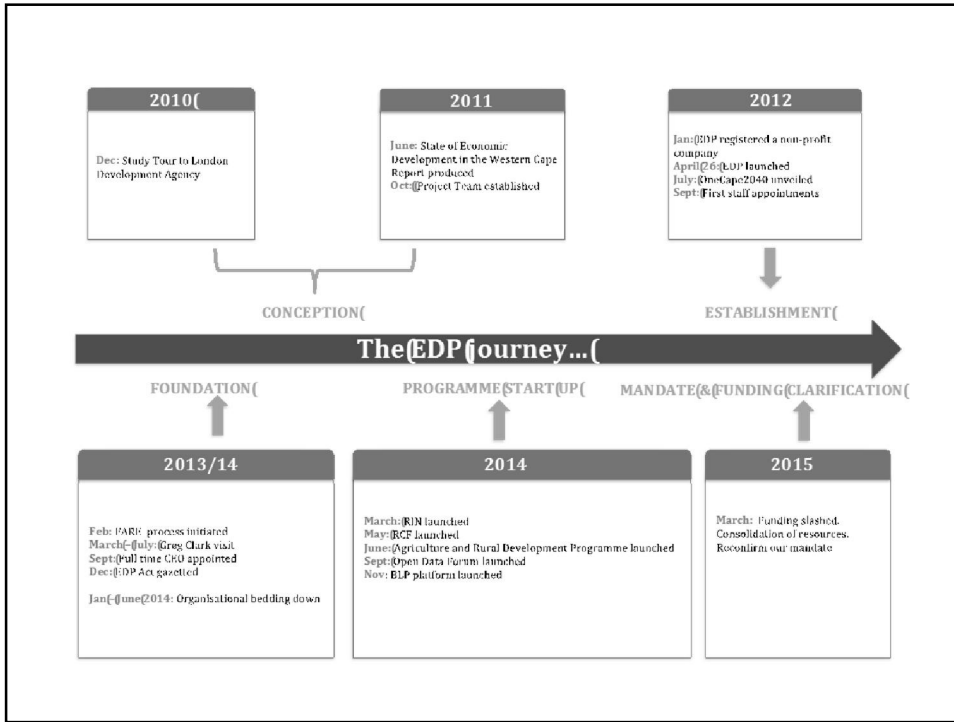 2010(
Dec: Study Tour to London
Development Agency
2011
June: State of Economic
Development in the Western Cape
Report produced
Oct:(Project Team established
2012
Jan:(EDP registered a non-profit
company
April(26:(EDP launched
July:(OneCape2040 unveiled
Sept:(First staff appointments
CONCEPTION(
ESTABLISHMENT(
The(EDP(journey…(
FOUNDATION(
PROGRAMME(START(UP(
MANDATE(&(FUNDING(CLARIFICATION(
2013/14
Feb: process initiated
March(–(July:(Greg Clark visit
Sept:(Full time CEO appointed
Dec:(EDP Act gazetted
Jan(–(June(2014: Organisational bedding down
2014
March:(RIN launched
May:(RCF launched
June:(Agriculture and Rural Development Programme launched
Sept:(Open Data Forum launched
Nov: platform launched
2015
March: Funding slashed.
Consolidation of resources.
Reconfirm our mandate